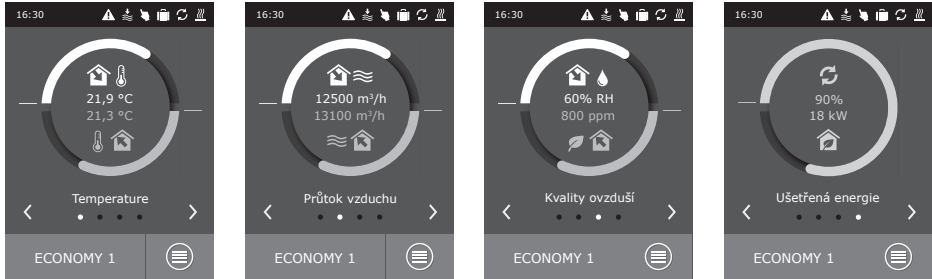 16:30
21,9 °C
21,3 °C
Temperature
ECONOMY 1
16:30
12500 m³/h
13100 m³/h
Průtok vzduchu
ECONOMY 1
16:30
60% RH
800 ppm
Kvality ovzduší
ECONOMY 1
16:30
90%
18 kW
Ušetřená energie
ECONOMY 1